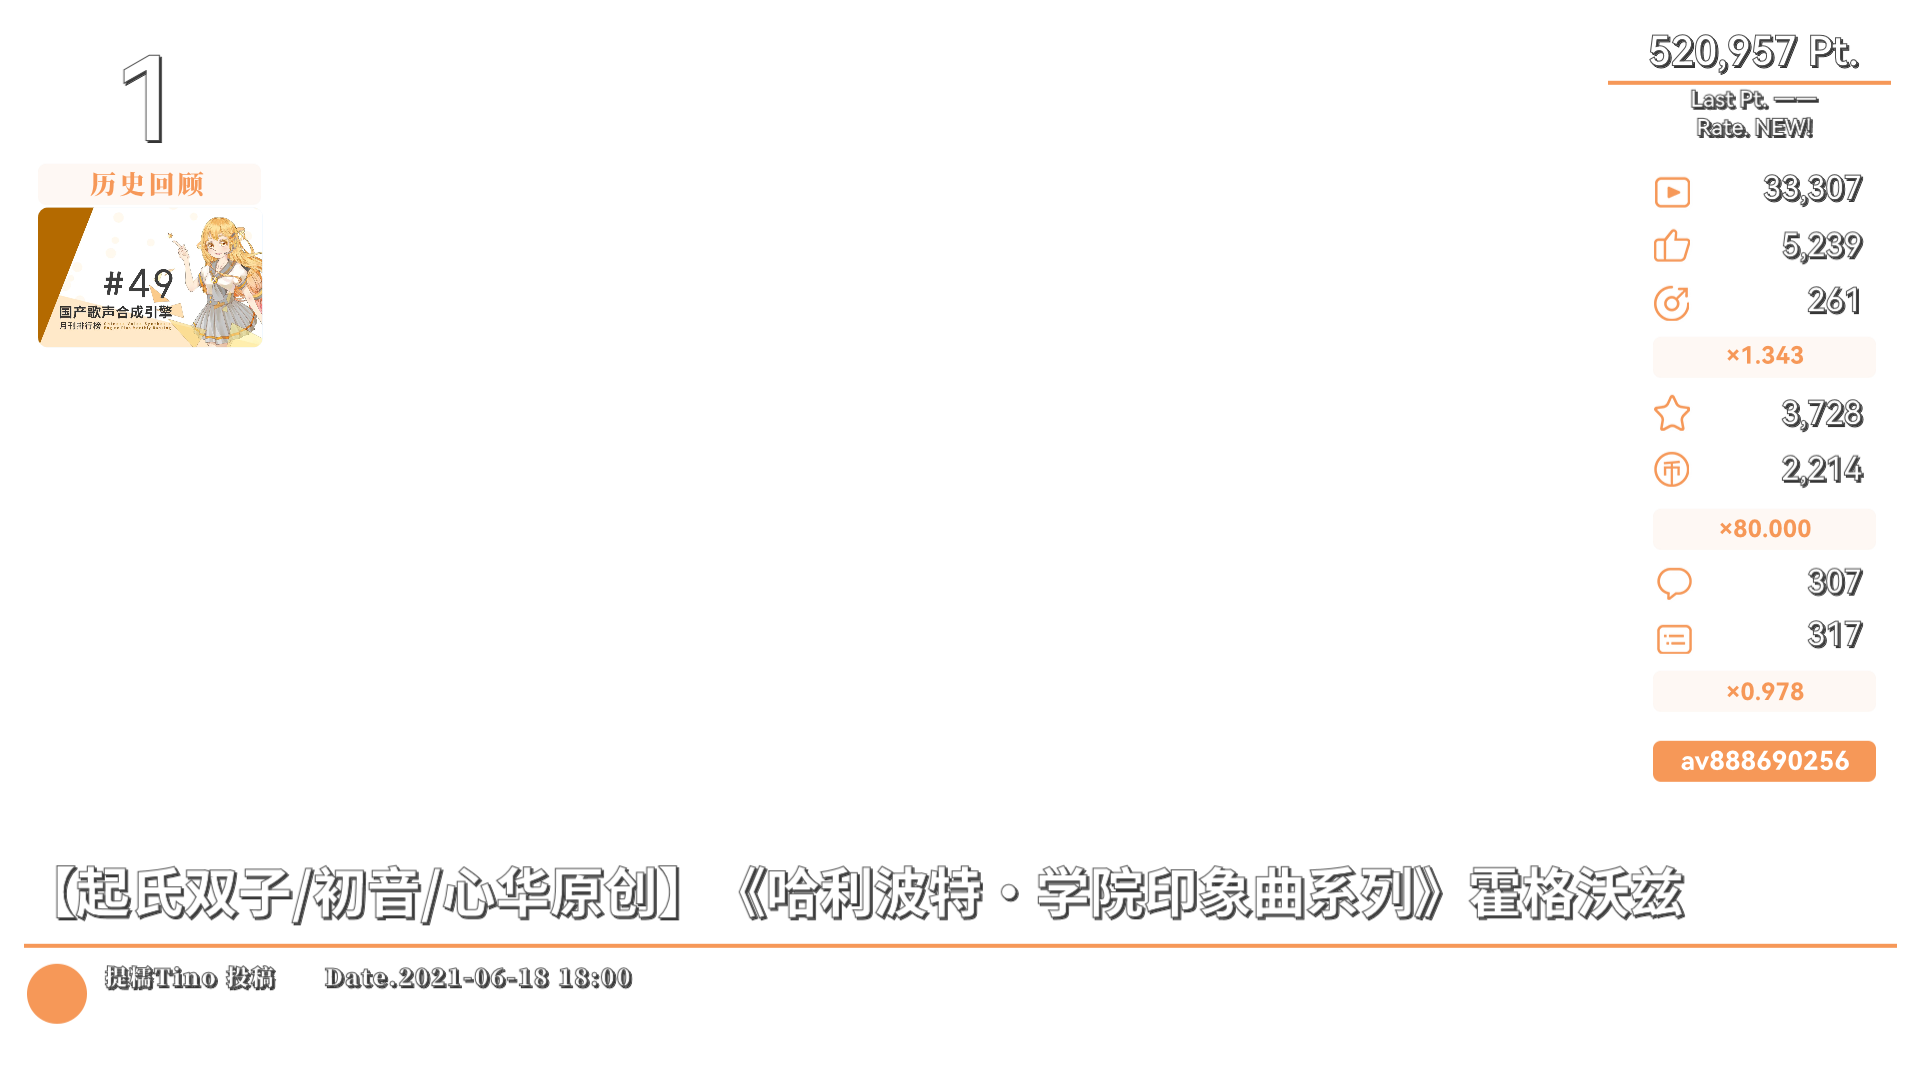 1
历史回顾
#49
国产歌声合成引擎
月刊排行榜
520,957 Pt.
Last Pt. ——
Rate. NEW!
33,307
5,239
261
×1.343
3,728
2,214
×80.000
307
317
×0.978
av888690256
【起氏双子/初音/心华原创】 《哈利波特·学院印象曲系列》霍格沃兹
提糯Tino 投稿 Date.2021-06-18 18:00